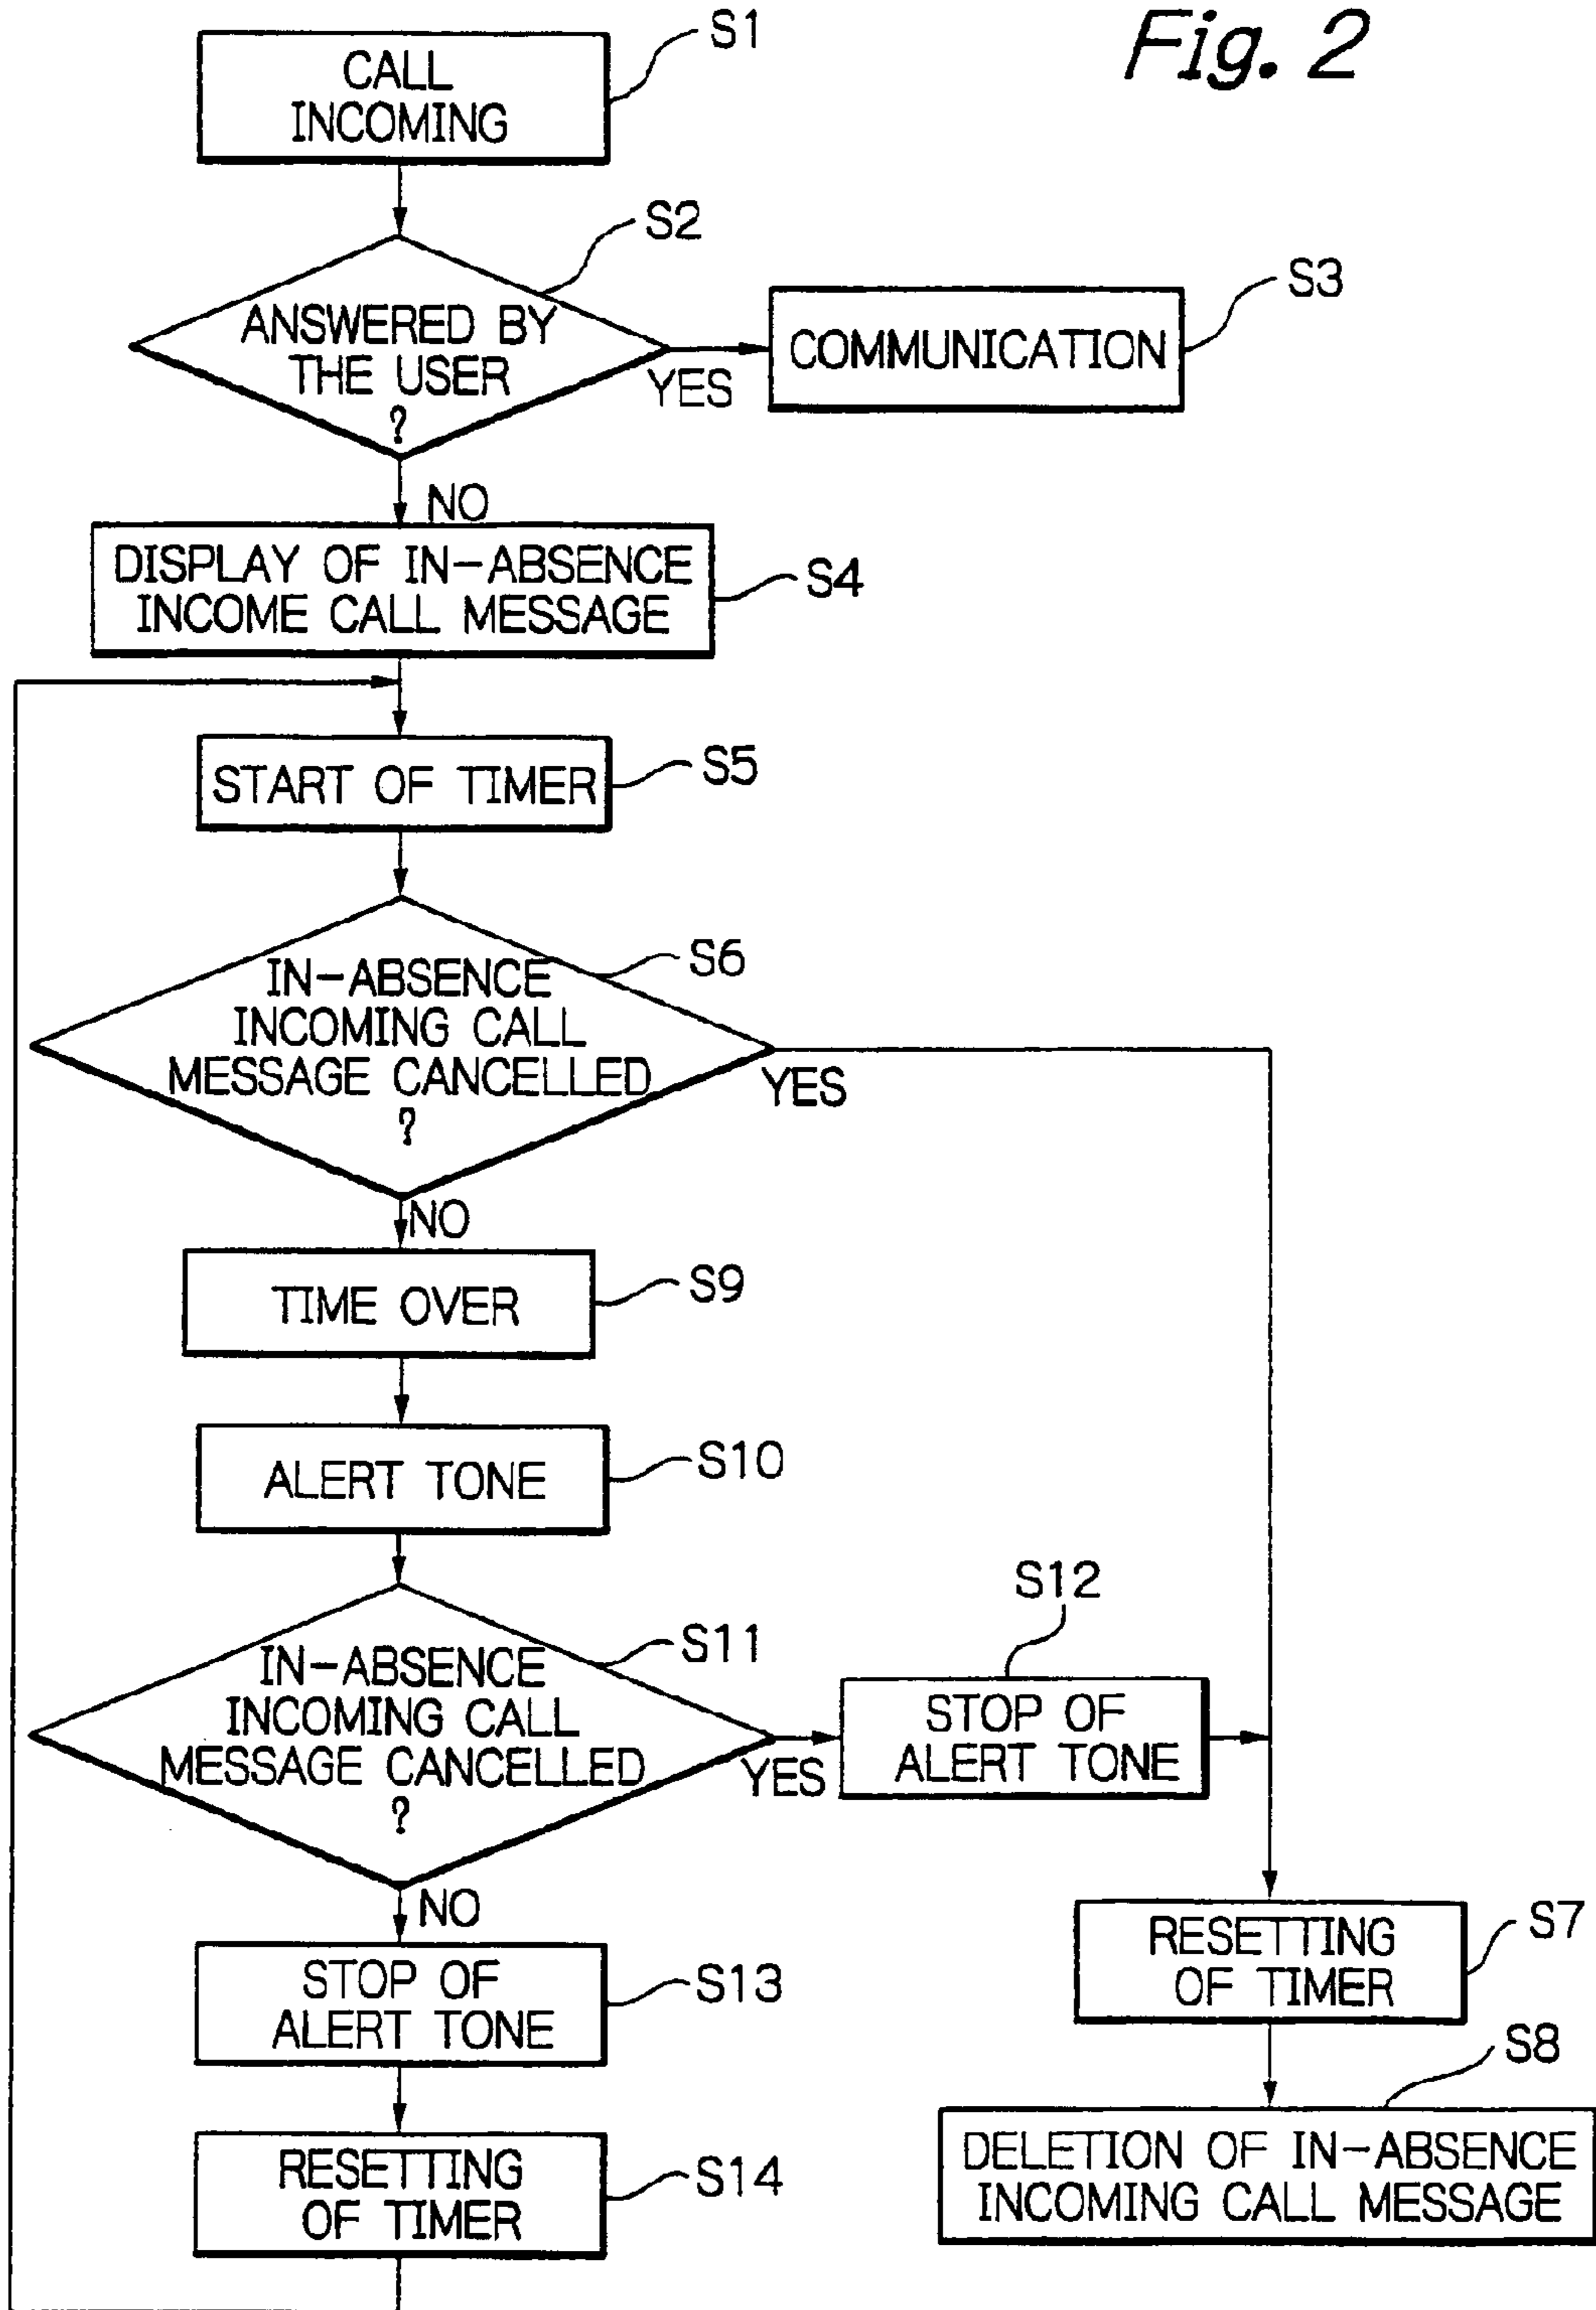 Fig. 2
S1
CALL
INCOMING
S2
ANSWERED BY
THE USER
?
YES
S3
COMMUNICATION
NO
DISPLAY OF IN-ABSENCE
INCOME CALL MESSAGE
S4
START OF TIMER
S5
S6
IN-ABSENCE
INCOMING CALL
MESSAGE CANCELLED
?
YES
NO
TIME OVER
S9
ALERT TONE
S10
S11
IN-ABSENCE
INCOMING CALL
MESSAGE CANCELLED
?
YES
S12
STOP OF
ALERT TONE
NO
STOP OF
ALERT TONE
S13
RESETTING
OF TIMER
S7
RESETTING
OF TIMER
S14
S8
DELETION OF IN-ABSENCE
INCOMING CALL MESSAGE